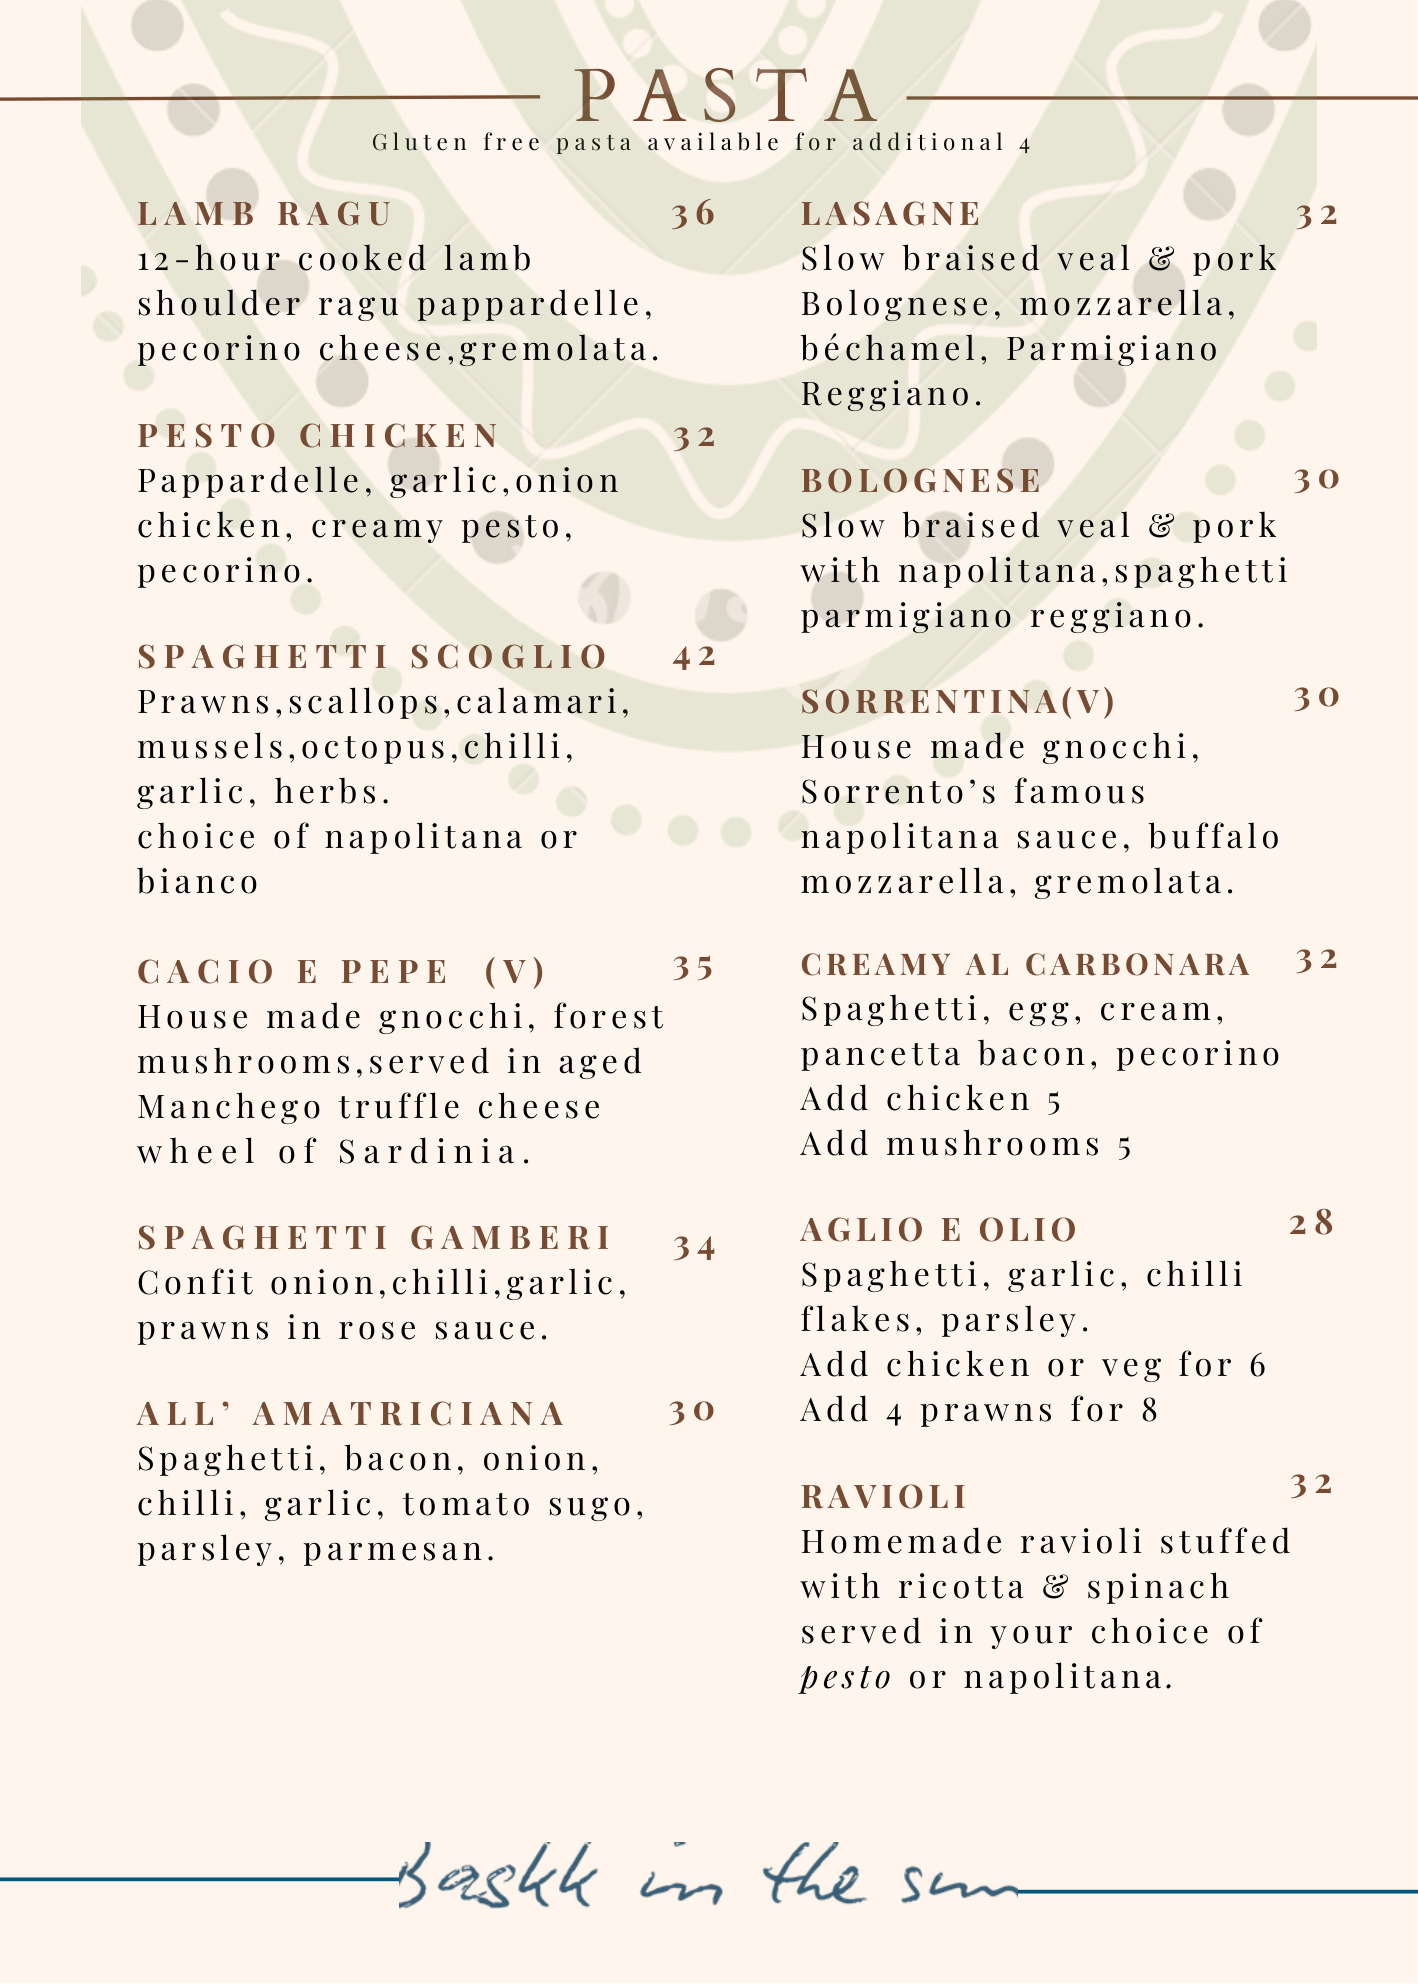 PASTA
Gluten free pasta available for additional 4
LAMB RAGU 36
12-hour cooked lamb
shoulder ragu pappardelle,
pecorino cheese,gremolata.
PESTO CHICKEN 32
Pappardelle, garlic,onion
chicken, creamy pesto,
pecorino.
SPAGHETTI SCOGLIO 42
Prawns,scallops,calamari,
mussels,octopus,chilli,
garlic, herbs.
choice of napolitana or
bianco
CACIO E PEPE (V) 35
House made gnocchi, forest
mushrooms,served in aged
Manchego truffle cheese
wheel of Sardinia.
SPAGHETTI GAMBERI 34
Confit onion,chilli,garlic,
prawns in rose sauce.
ALL’ AMATRICIANA 30
Spaghetti, bacon, onion,
chilli, garlic, tomato sugo,
parsley, parmesan.
LASAGNE 32
Slow braised veal & pork
Bolognese, mozzarella,
béchamel, Parmigiano
Reggiano.
BOLOGNESE 30
Slow braised veal & pork
with napolitana,spaghetti
parmigiano reggiano.
SORRENTINA(V) 30
House made gnocchi,
Sorrento’s famous
napolitana sauce, buffalo
mozzarella, gremolata.
CREAMY AL CARBONARA 32
Spaghetti, egg, cream,
pancetta bacon, pecorino
Add chicken 5
Add mushrooms 5
AGLIO E OLIO 28
Spaghetti, garlic, chilli
flakes, parsley.
Add chicken or veg for 6
Add 4 prawns for 8
RAVIOLI 32
Homemade ravioli stuffed
with ricotta & spinach
served in your choice of
pesto or napolitana.
Baskk in the sun